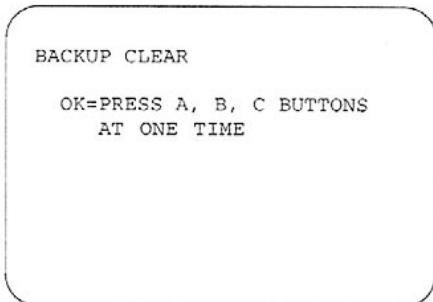 BACKUP CLEAR
OK=PRESS A, B, C BUTTONS
AT ONE TIME